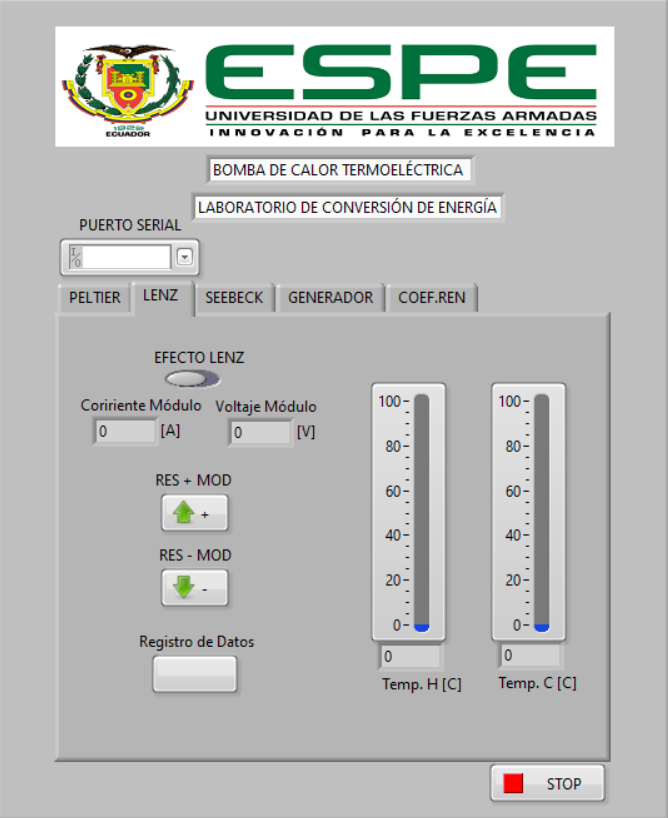 ESPE
UNIVERSIDAD DE LAS FUERZAS ARMADAS
INNOVACIÓN PARA LA EXCELENCIA
1922
ECUADOR
BOMBA DE CALOR TERMOELÉCTRICA
LABORATORIO DE CONVERSIÓN DE ENERGÍA
PUERTO SERIAL
I/O
PELTIER LENZ SEEBECK GENERADOR COEF.REN
EFECTO LENZ
Coririente Módulo Voltaje Módulo
0 [A] 0 [V]
RES + MOD
+
RES - MOD
-
Registro de Datos
100
80
60
40
20
0
0
Temp. H [C]
100
80
60
40
20
0
0
Temp. C [C]
STOP